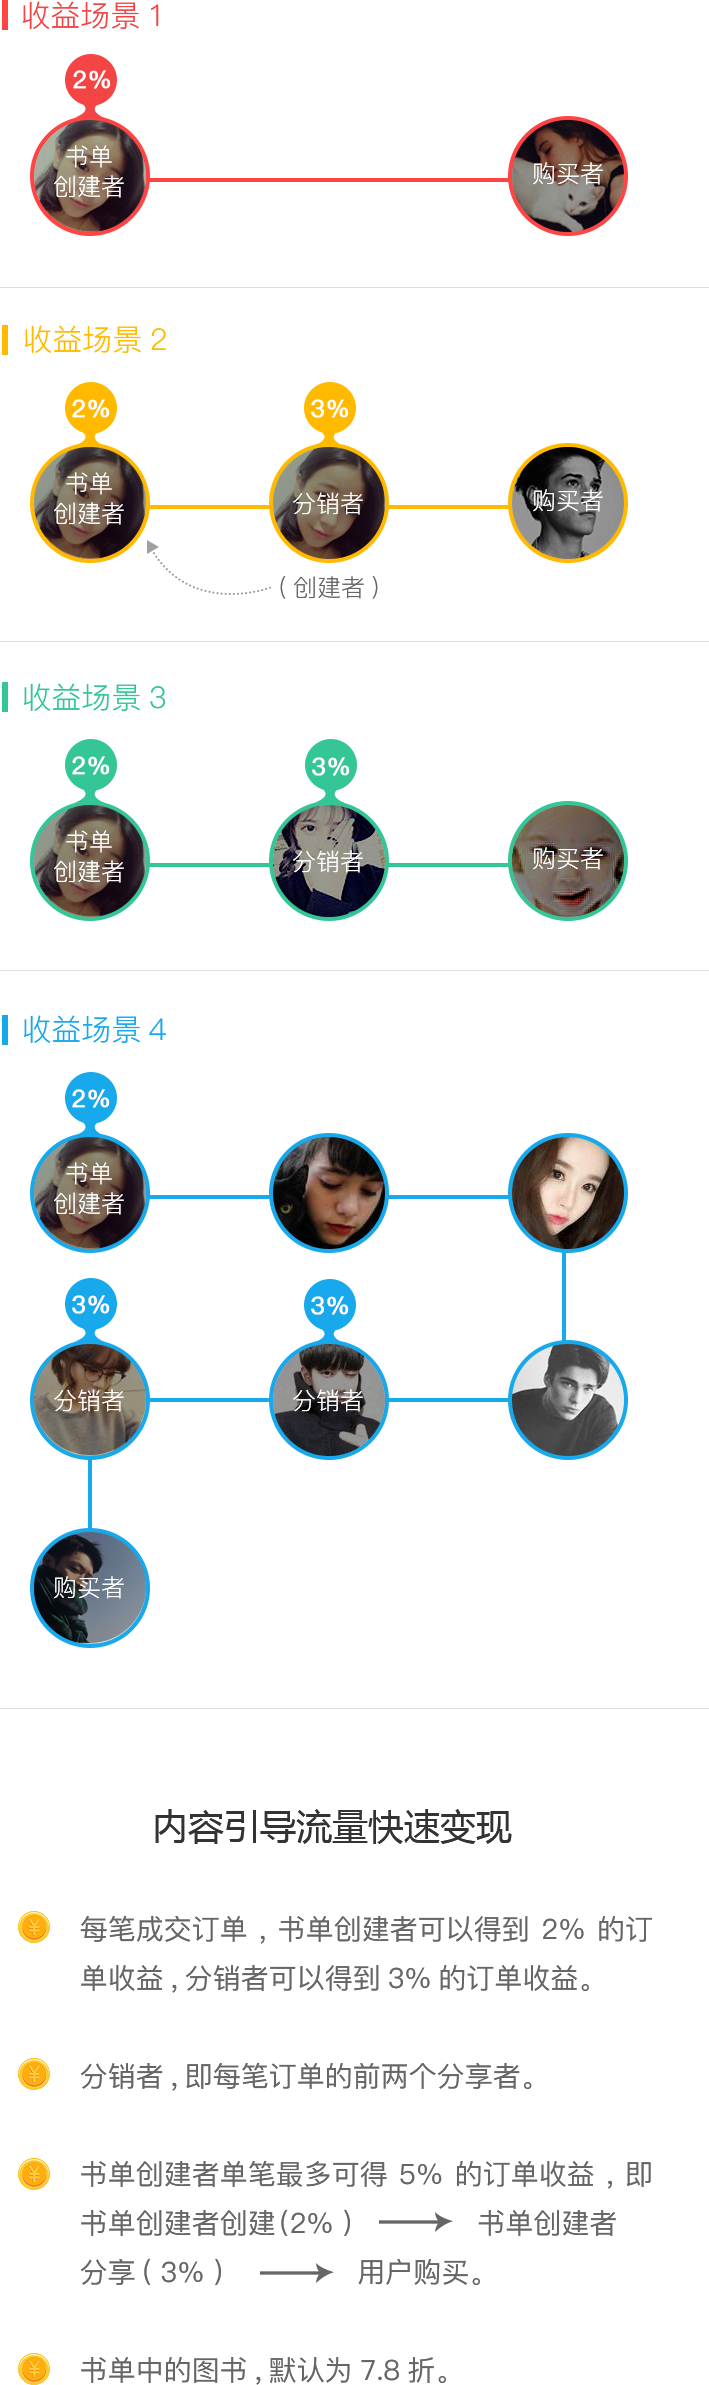 收益场景 1
2%
书单
创建者
购买者
收益场景 2
2%
3%
书单
创建者
分销者
购买者
( 创建者 )
收益场景 3
2%
3%
书单
创建者
分销者
购买者
收益场景 4
2%
书单
创建者
3%
3%
分销者
分销者
购买者
内容引导流量快速变现
每笔成交订单 , 书单创建者可以得到 2% 的订
单收益 , 分销者可以得到 3% 的订单收益。
分销者 , 即每笔订单的前两个分享者。
书单创建者单笔最多可得 5% 的订单收益 , 即
书单创建者创建(2% ) → 书单创建者
分享 ( 3% ) → 用户购买。
书单中的图书 , 默认为 7.8 折。